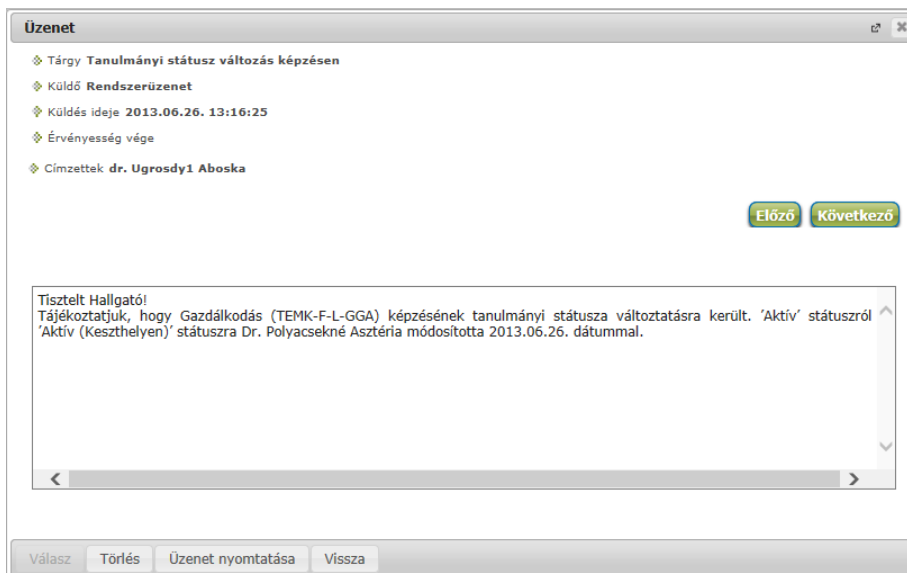 Üzenet
Tárgy Tanulmányi státusz változás képzésen
Küldő Rendszerüzenet
Küldés ideje 2013.06.26. 13:16:25
Érvényesség vége
Címzettek dr. Ugrosdy1 Aboska
Előző Következő
Tisztelt Hallgató!
Tájékoztatjuk, hogy Gazdálkodás (TEMK-F-L-GGA) képzésének tanulmányi státusza változtatásra került. 'Aktív' státuszról
'Aktív (Keszthelyen)' státuszra Dr. Polyacsekné Asztéria módosította 2013.06.26. dátummal.
Válasz Törlés Üzenet nyomtatása Vissza